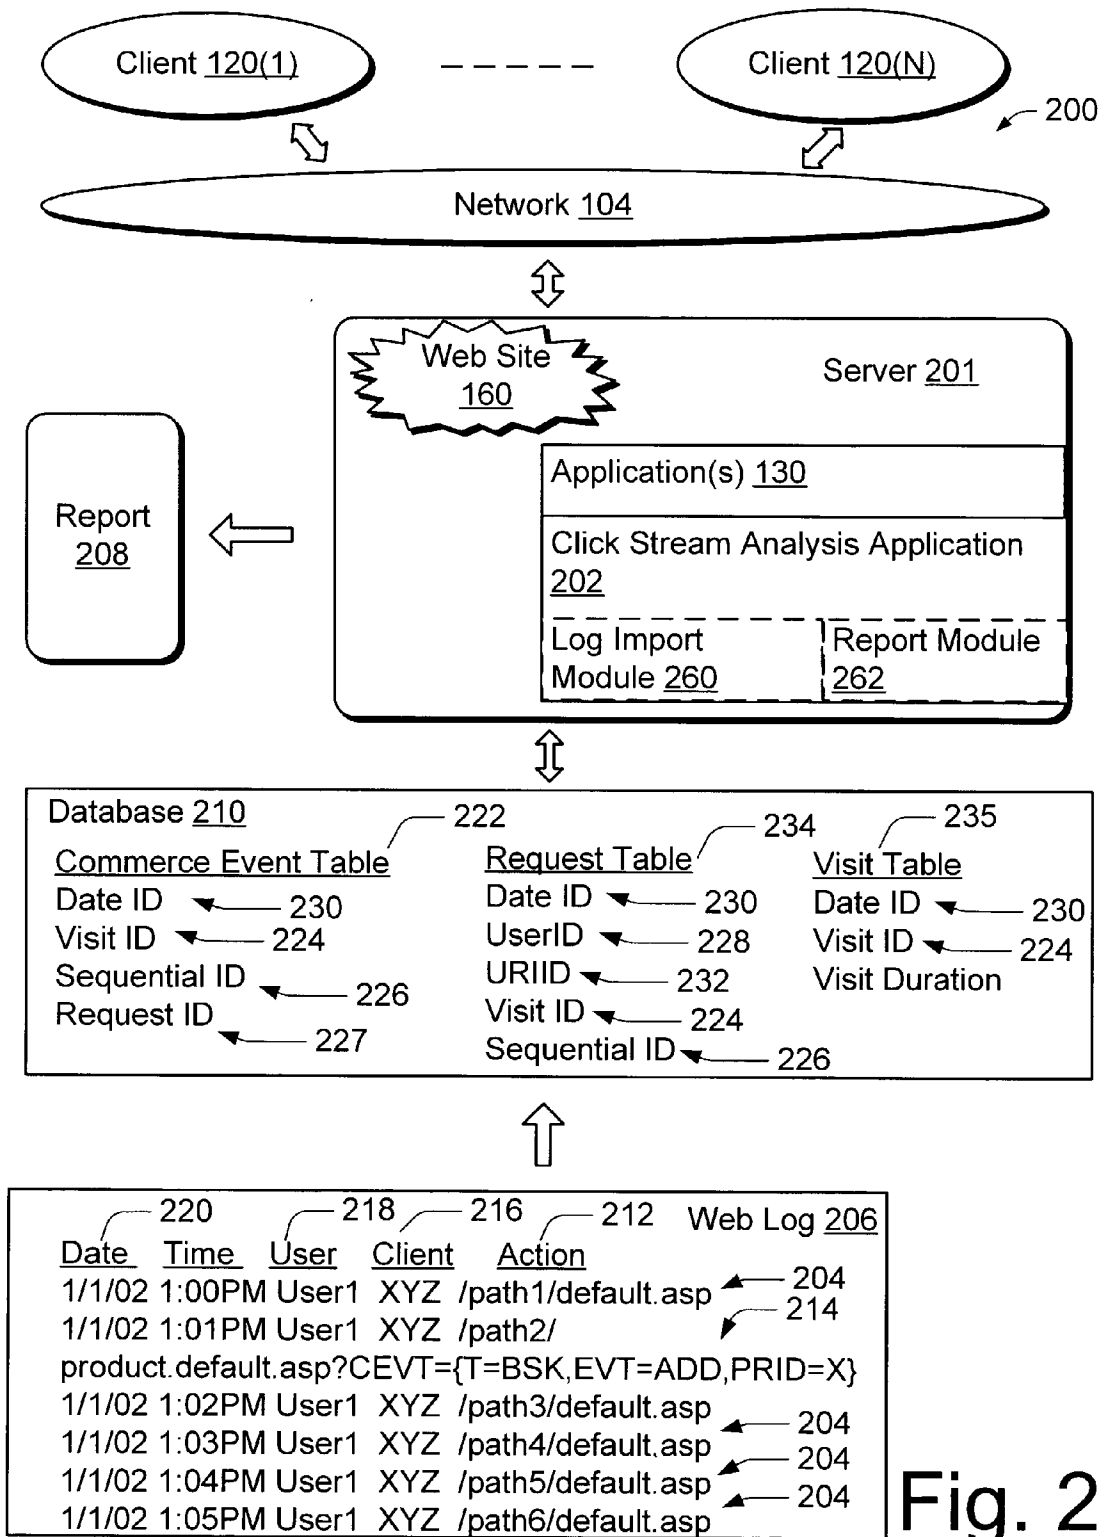 Client 120(1)
Client 120(N)
200
Network 104
Web Site
160
Server 201
Application(s) 130
Report
208
Click Stream Analysis Application
202
Log Import
Module 260
Report Module
262
Database 210
222
234
235
Commerce Event Table
Request Table
Visit Table
Date ID
230
Date ID
230
Date ID
230
Visit ID
224
UserID
228
Visit ID
224
Sequential ID
226
URIID
232
Visit Duration
Request ID
227
Visit ID
224
Sequential ID
226
220
218
216
212
Web Log 206
Date Time User Client Action
1/1/02 1:00PM User1 XYZ /path1/default.asp
204
1/1/02 1:01PM User1 XYZ /path2/
214
product.default.asp?CEVT={T=BSK,EVT=ADD,PRID=X}
1/1/02 1:02PM User1 XYZ /path3/default.asp
204
1/1/02 1:03PM User1 XYZ /path4/default.asp
204
1/1/02 1:04PM User1 XYZ /path5/default.asp
204
1/1/02 1:05PM User1 XYZ /path6/default.asp
Fig. 2